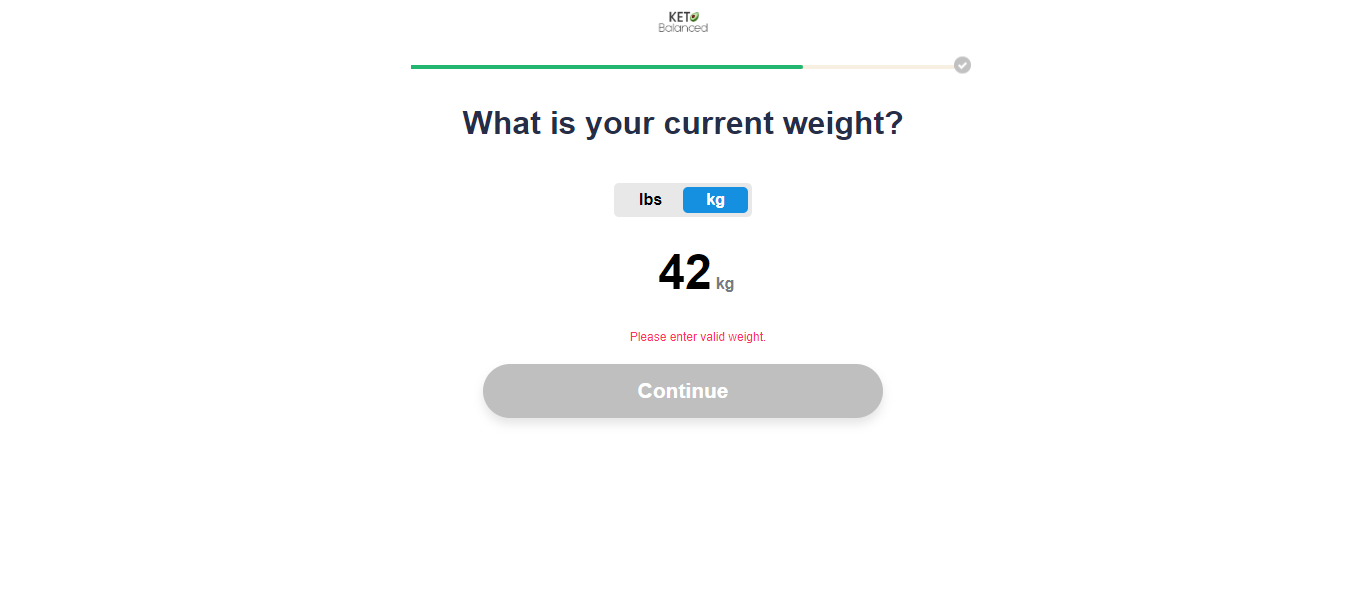 KETO
Balanced
What is your current weight?
lbs kg
42 kg
Please enter valid weight.
Continue